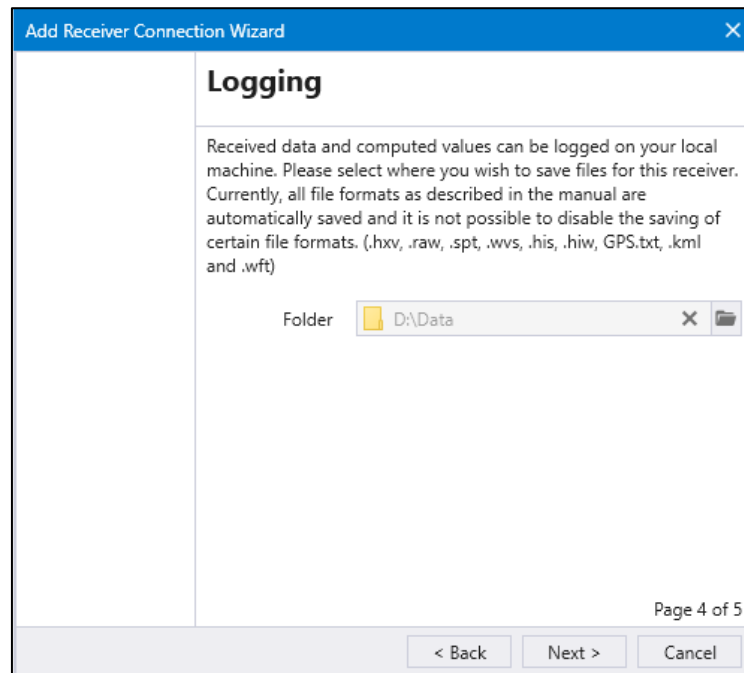 Add Receiver Connection Wizard
Logging
Received data and computed values can be logged on your local
machine. Please select where you wish to save files for this receiver.
Currently, all file formats as described in the manual are
automatically saved and it is not possible to disable the saving of
certain file formats. (.hxv, .raw, .spt, .wvs, .his, .hiw, GPS.txt, .kml
and .wft)
Folder D:\Data
Page 4 of 5
< Back Next > Cancel